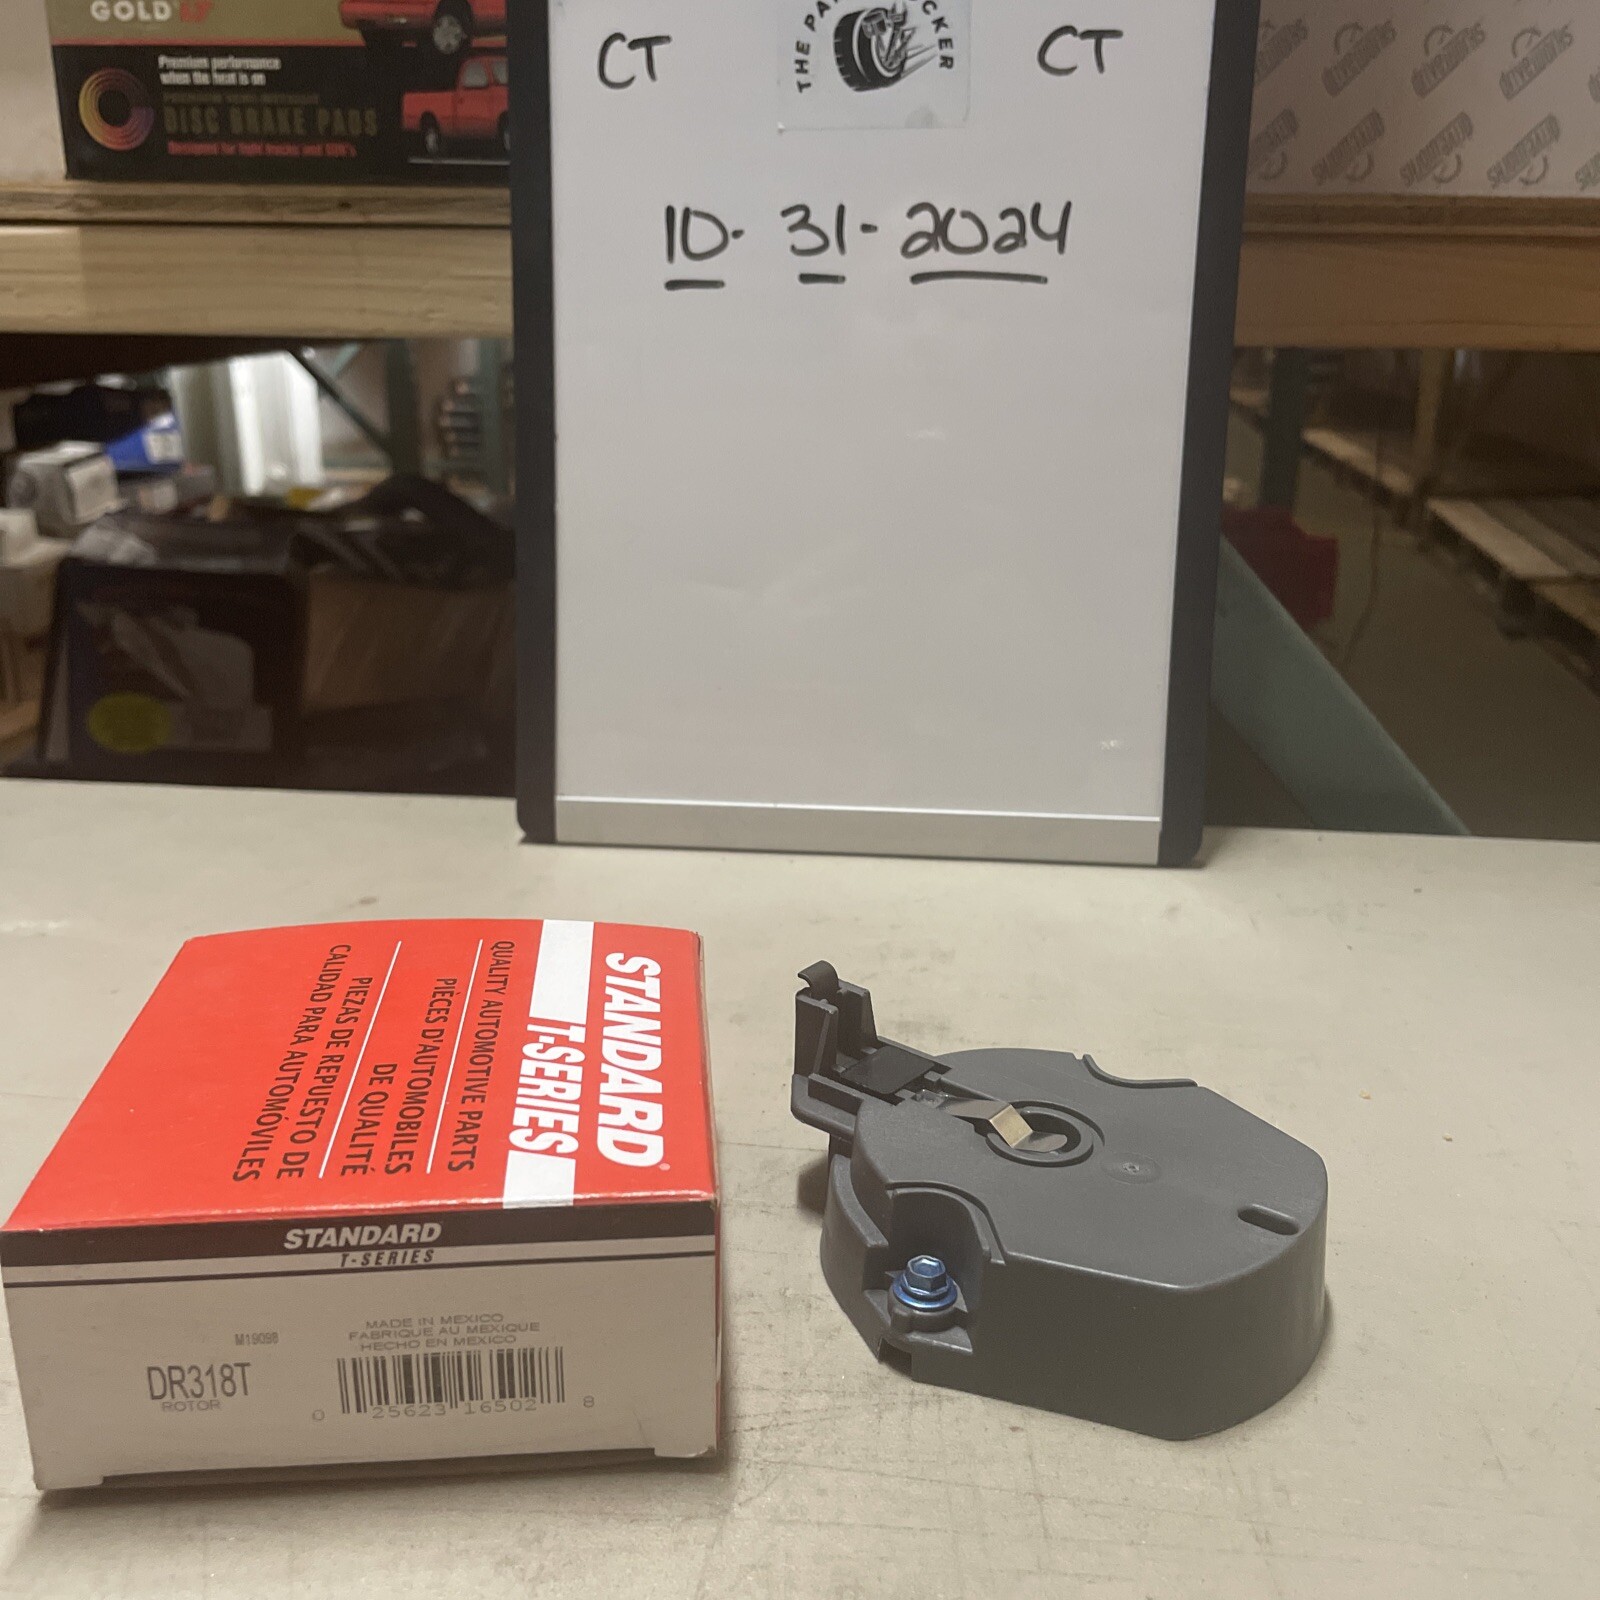 GOLD
Premium performance
when the heat is on
DISC BRAKE PADS
Designed for light trucks and SUV's
CT
CT
10-31-2024
STANDARD
T-SERIES
QUALITY AUTOMOTIVE PARTS
PIÈCES D'AUTOMOBILES
DE QUALITÉ
PIEZAS DE REPUESTO DE
CALIDAD PARA AUTOMÓVILES
STANDARD
T-SERIES
MADE IN MEXICO
FABRIQUE AU MEXIQUE
HECHO EN MEXICO
M19098
DR318T
ROTOR
0 25623 16502 8